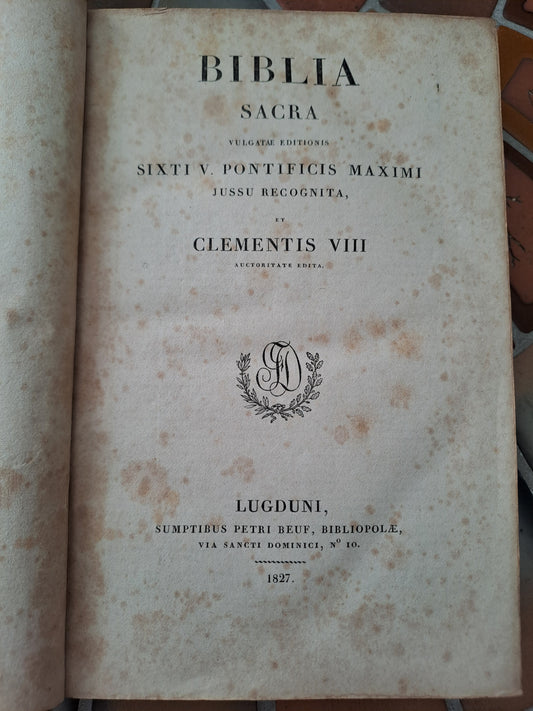 BIBLIA
SACRA
VULGATAE EDITIONIS
SIXTI V. PONTIFICIS MAXIMI
JUSSU RECOGNITA,
ET
CLEMENTIS VIII
AUCTORITATE EDITA.
LUGDUNI,
SUMPTIBUS PETRI BEUF, BIBLIOPOLÆ,
VIA SANCTI DOMINICI, Nº 10.
1827.